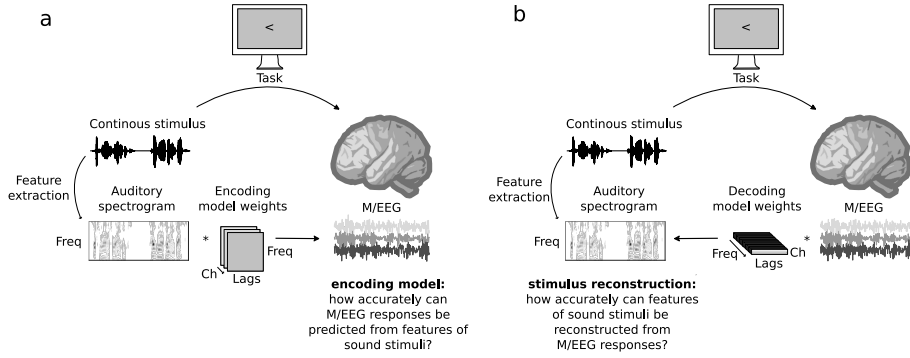 a
<
Task
Continous stimulus
Feature
extraction
Auditory
spectrogram
Encoding
model weights
M/EEG
Freq
*
Freq
Ch
Lags
encoding model:
how accurately can
M/EEG responses be
predicted from features of
sound stimuli?
b
<
Task
Continous stimulus
Feature
extraction
Auditory
spectrogram
Decoding
model weights
M/EEG
Freq
Freq
Ch
*
Lags
stimulus reconstruction:
how accurately can features
of sound stimuli be
reconstructed from
M/EEG responses?